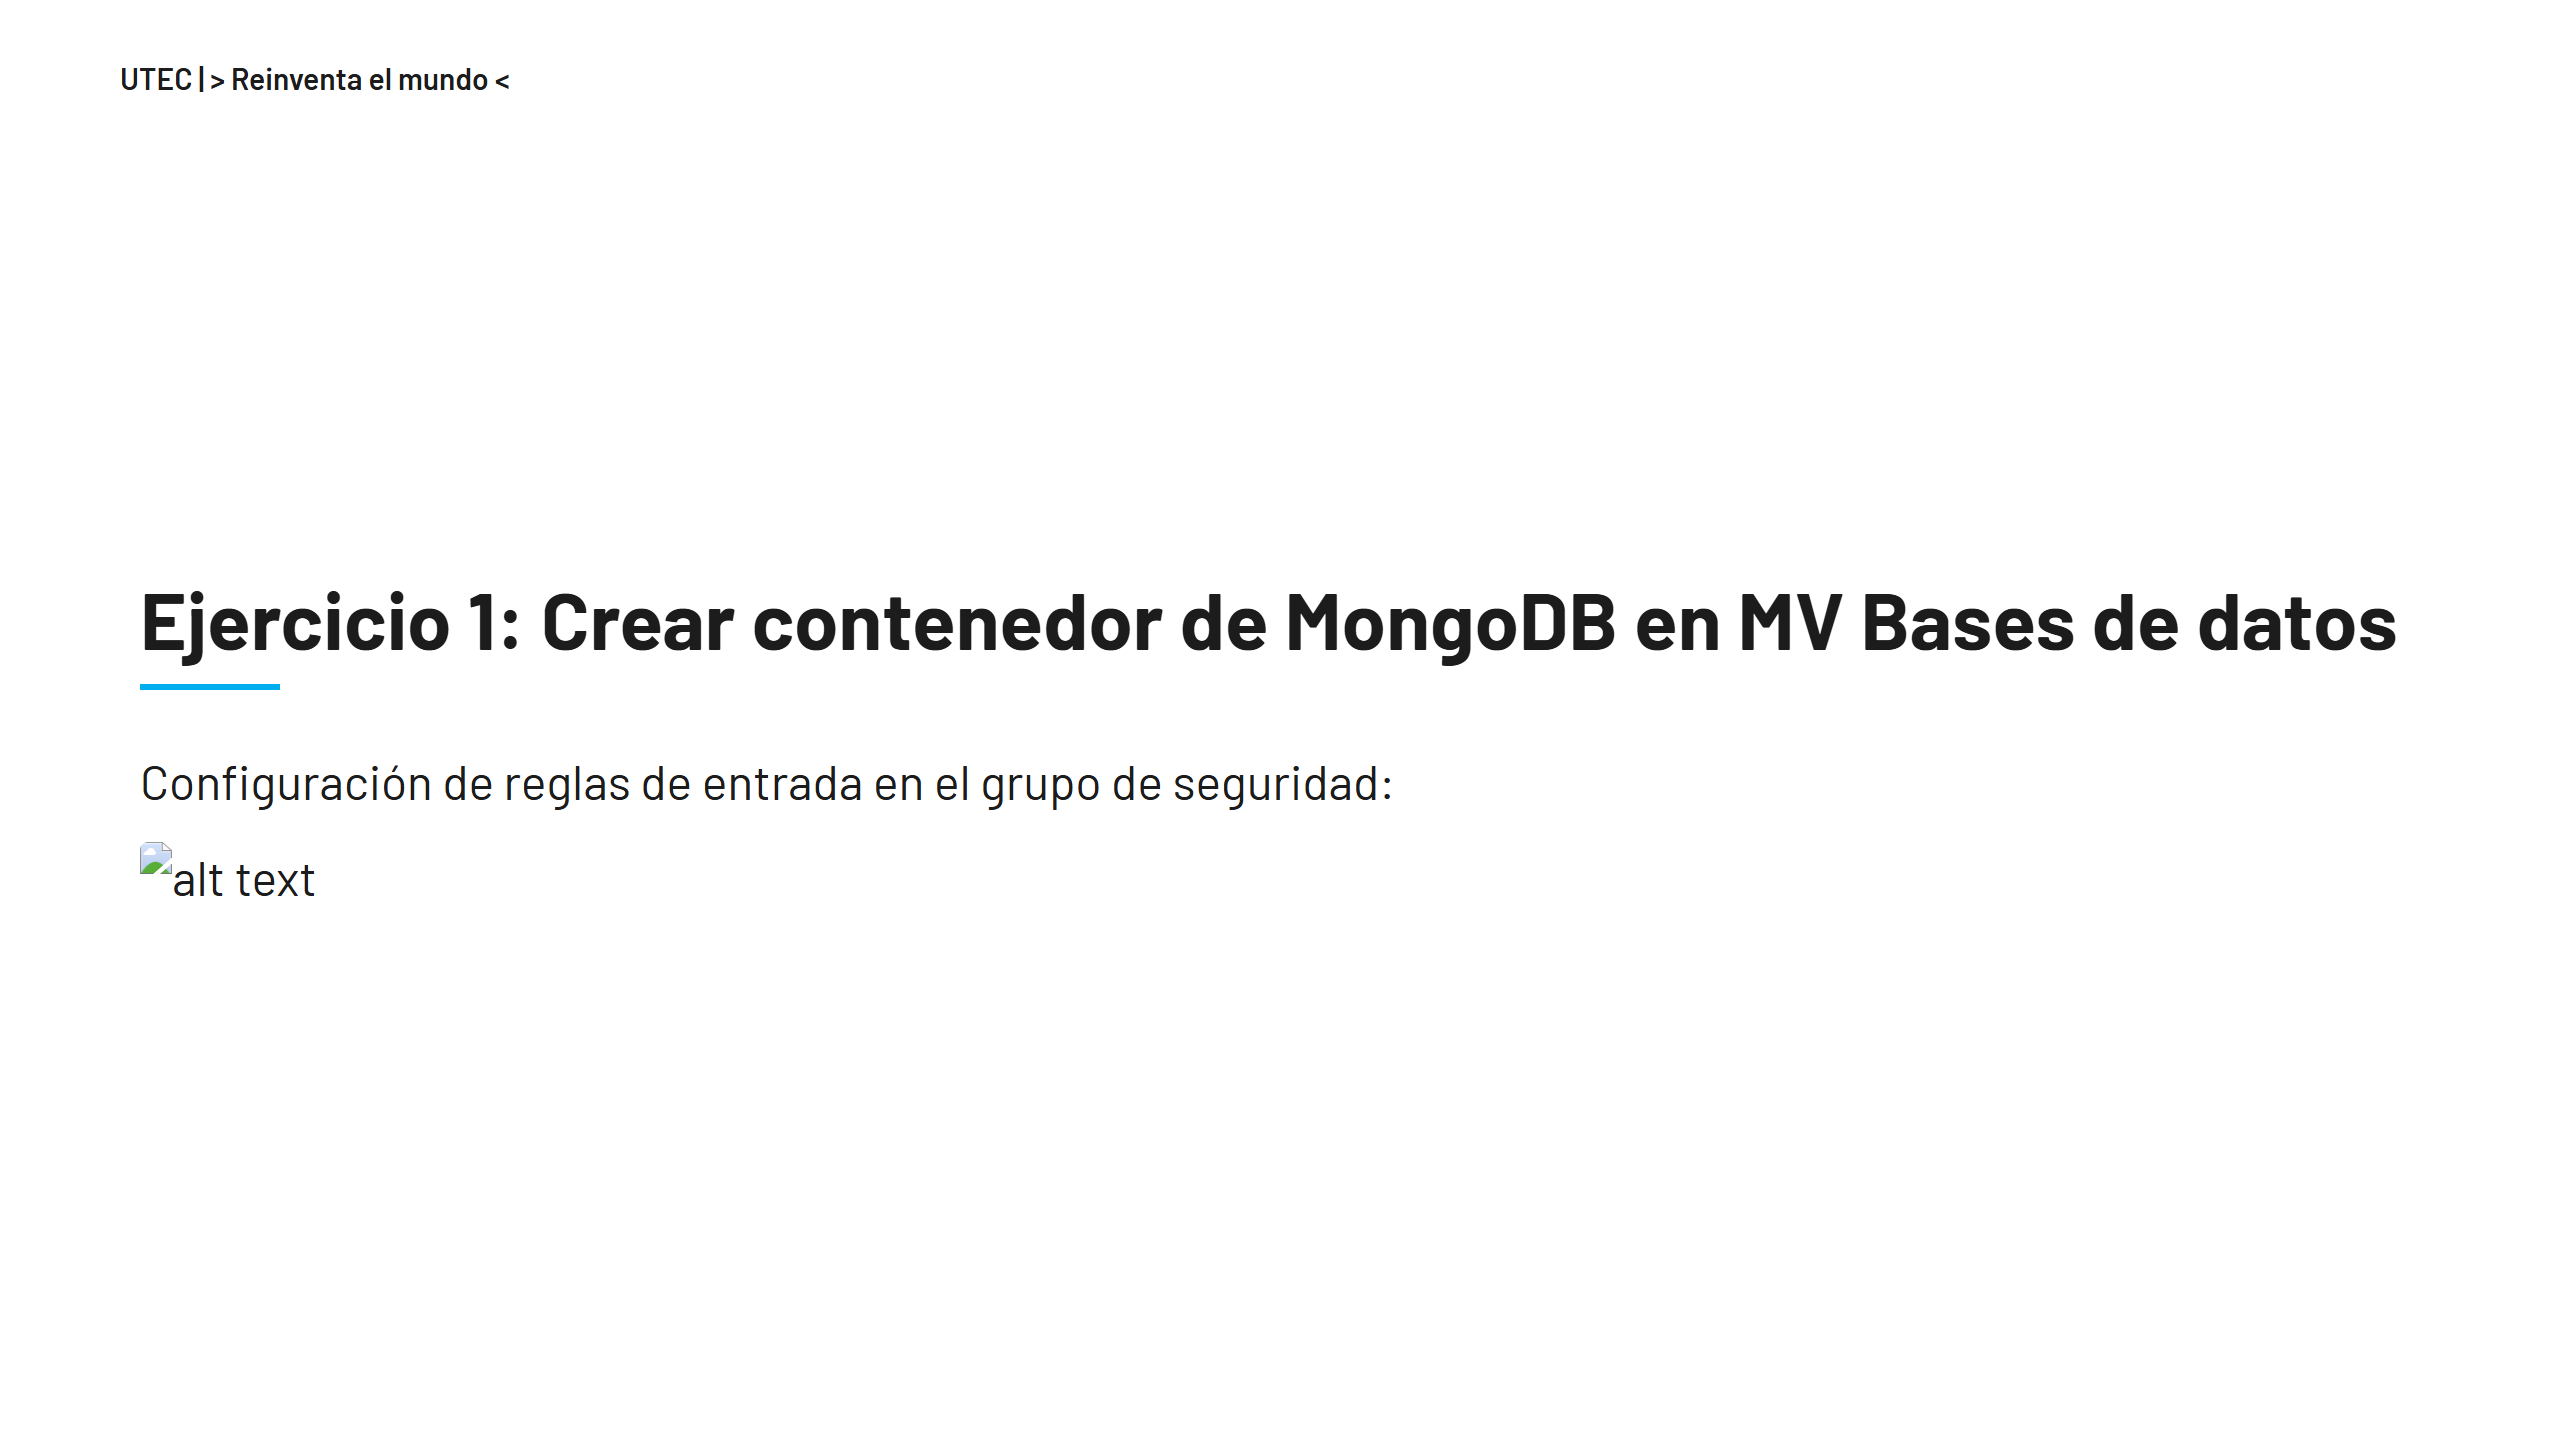 UTEC | > Reinventa el mundo <
Ejercicio 1: Crear contenedor de MongoDB en MV Bases de datos
Configuración de reglas de entrada en el grupo de seguridad:
alt text